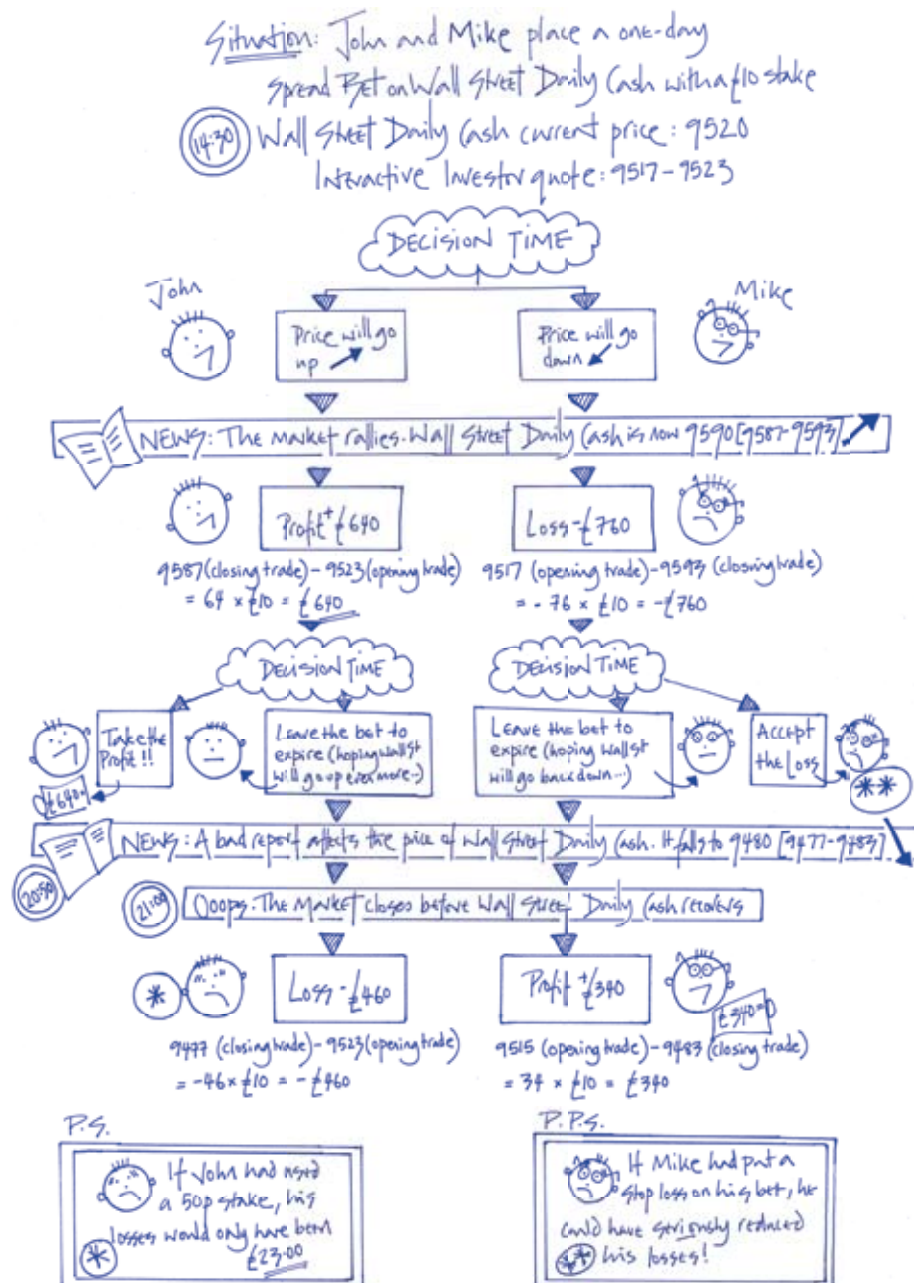 Situation: John and Mike place a one-day
Spread Bet on Wall Street Daily Cash with a £10 stake
14:30
Wall Street Daily Cash current price: 9520
Interactive Investor quote: 9517-9523
DECISION TIME
John
Mike
Price will go
up
Price will go
down
NEWS: The market rallies. Wall Street Daily Cash is now 9590 [9587-9593]
Profit + £640
Loss - £760
9587 (closing trade) - 9523 (opening trade)
= 64 x £10 = £640
9517 (opening trade) - 9593 (closing trade)
= - 76 x £10 = -£760
DECISION TIME
DECISION TIME
Take the
Profit!!
£640
Leave the bet to
expire (hoping Wall St
will go up even more..)
Leave the bet to
expire (hoping Wall St
will go back down...)
Accept
the Loss
**
NEWS: A bad report affects the price of Wall Street Daily Cash. It falls to 9480 [9477-9483]
20:50
21:00
Ooops: The Market closes before Wall Street Daily Cash recovers
*
Loss - £460
Profit + £340
£340
9477 (closing trade) - 9523 (opening trade)
= -46 x £10 = - £460
9515 (opening trade) - 9483 (closing trade)
= 34 x £10 = £340
P.S.
If John had used
a 50p stake, his
losses would only have been
£23.00
*
P.P.S.
If Mike had put a
stop loss on his bet, he
could have seriously reduced
** his losses!